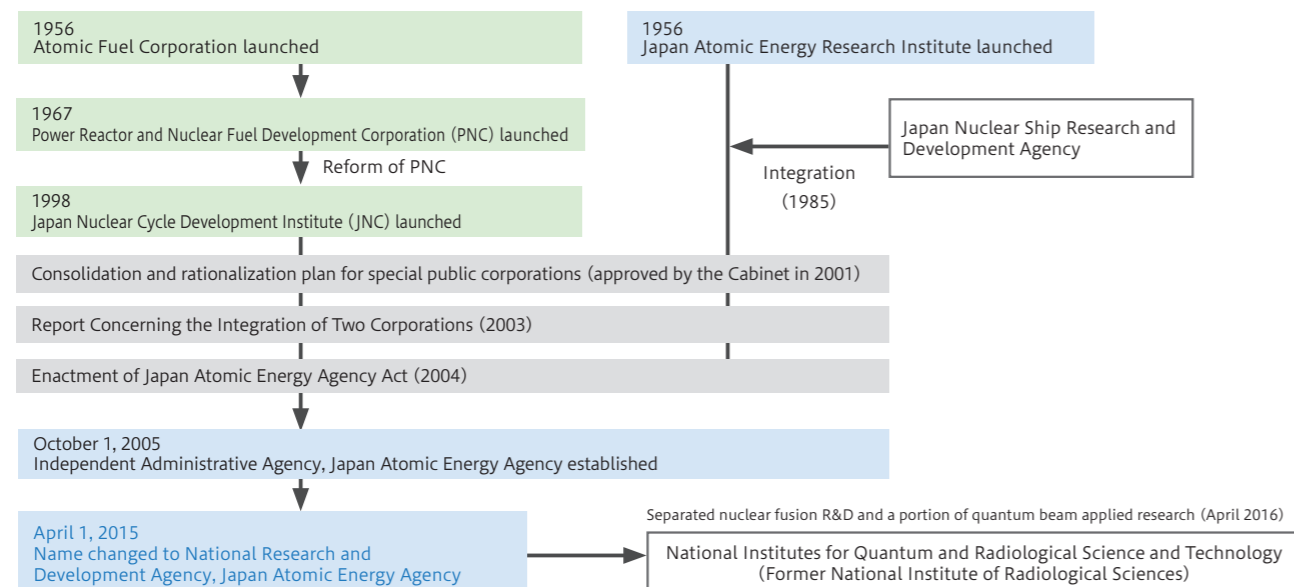 1956
Atomic Fuel Corporation launched
1956
Japan Atomic Energy Research Institute launched
1967
Power Reactor and Nuclear Fuel Development Corporation (PNC) launched
Japan Nuclear Ship Research and
Development Agency
Reform of PNC
Integration
(1985)
1998
Japan Nuclear Cycle Development Institute (JNC) launched
Consolidation and rationalization plan for special public corporations (approved by the Cabinet in 2001)
Report Concerning the Integration of Two Corporations (2003)
Enactment of Japan Atomic Energy Agency Act (2004)
October 1, 2005
Independent Administrative Agency, Japan Atomic Energy Agency established
April 1, 2015
Name changed to National Research and
Development Agency, Japan Atomic Energy Agency
Separated nuclear fusion R&D and a portion of quantum beam applied research (April 2016)
National Institutes for Quantum and Radiological Science and Technology
(Former National Institute of Radiological Sciences)